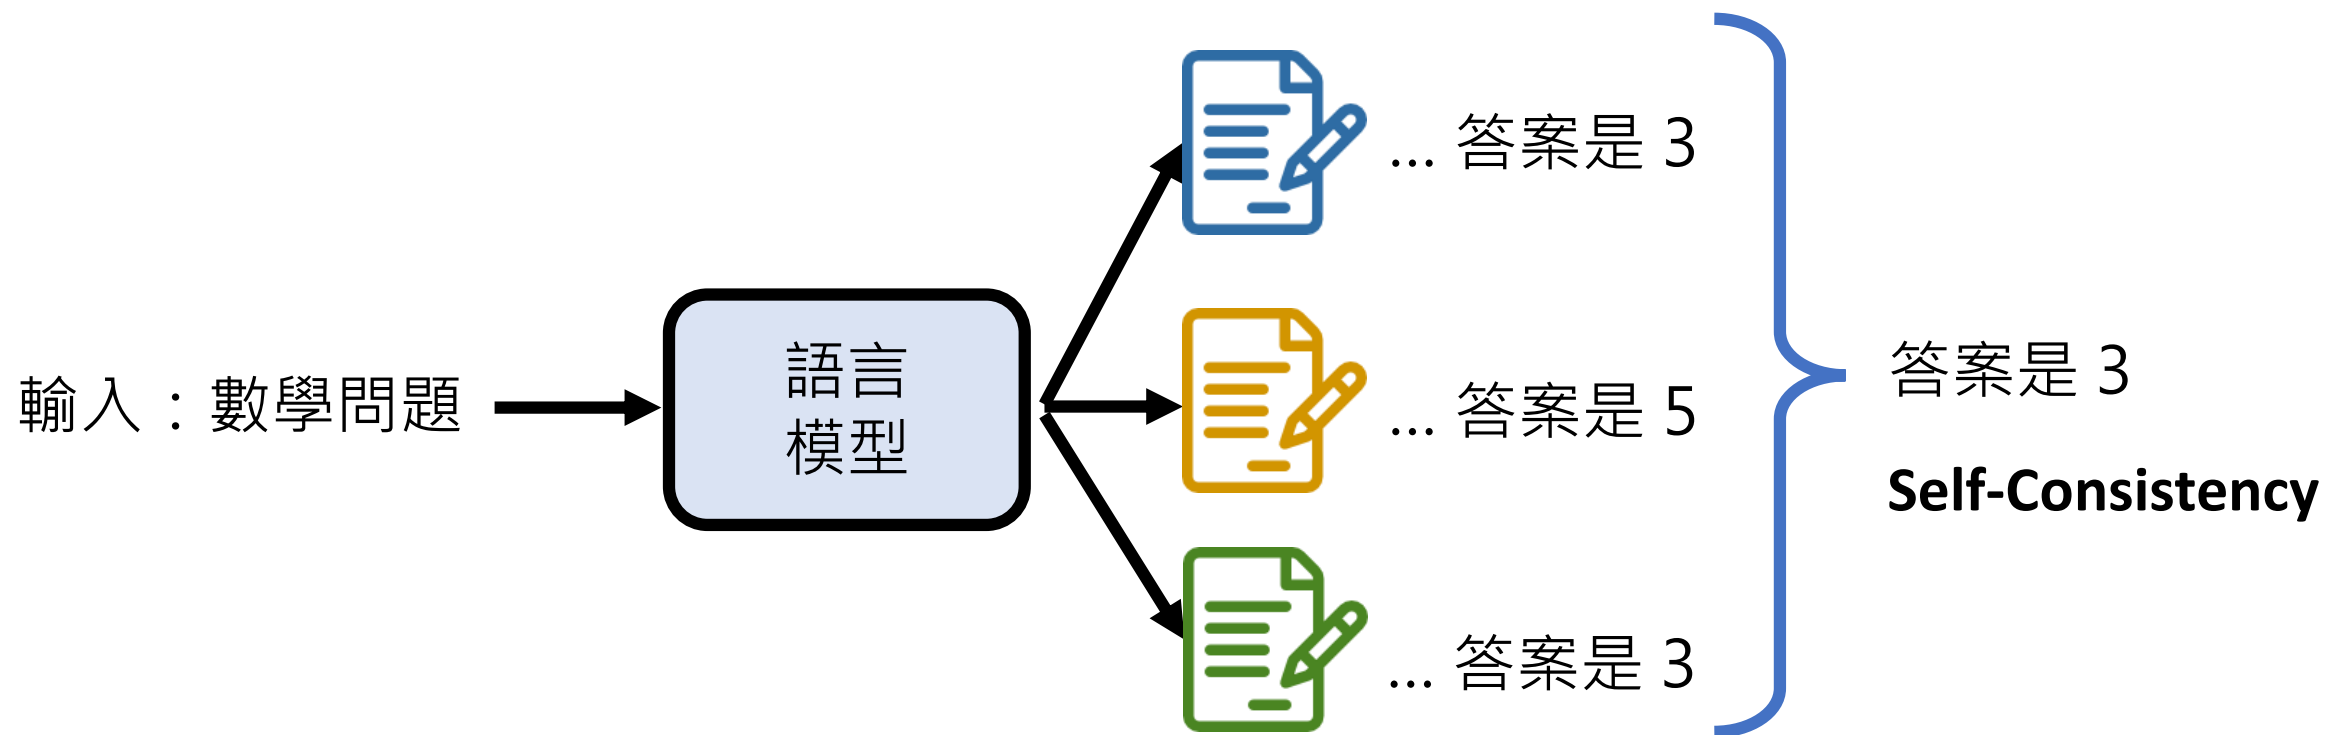 輸入：數學問題
語言
模型
… 答案是 3
… 答案是 5
… 答案是 3
答案是 3
Self-Consistency